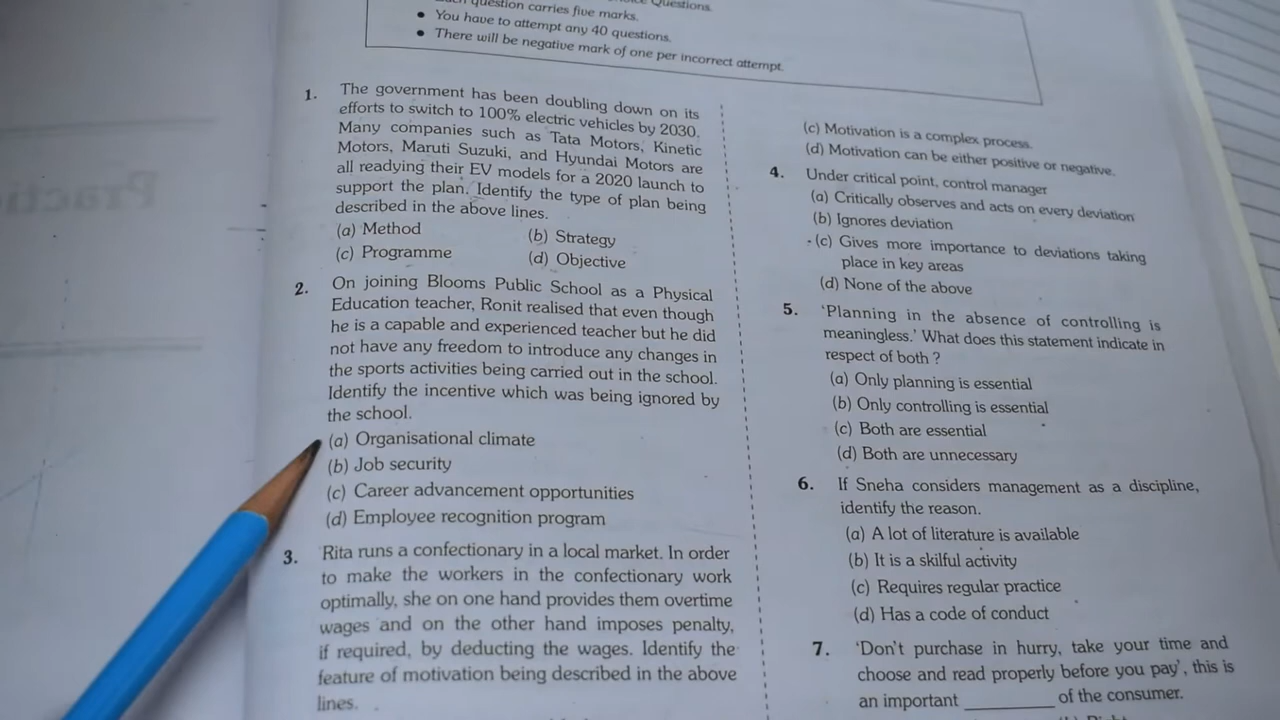 question carries five marks.
Questions.
• You have to attempt any 40 questions.
• There will be negative mark of one per incorrect attempt.
1. The government has been doubling down on its
efforts to switch to 100% electric vehicles by 2030.
Many companies such as Tata Motors, Kinetic
Motors, Maruti Suzuki, and Hyundai Motors are
all readying their EV models for a 2020 launch to
support the plan. Identify the type of plan being
described in the above lines.
(a) Method (b) Strategy
(c) Programme (d) Objective
2. On joining Blooms Public School as a Physical
Education teacher, Ronit realised that even though
he is a capable and experienced teacher but he did
not have any freedom to introduce any changes in
the sports activities being carried out in the school.
Identify the incentive which was being ignored by
the school.
(a) Organisational climate
(b) Job security
(c) Career advancement opportunities
(d) Employee recognition program
3. Rita runs a confectionary in a local market. In order
to make the workers in the confectionary work
optimally, she on one hand provides them overtime
wages and on the other hand imposes penalty,
if required, by deducting the wages. Identify the
feature of motivation being described in the above
lines.
(c) Motivation is a complex process.
(d) Motivation can be either positive or negative.
4. Under critical point, control manager
(a) Critically observes and acts on every deviation
(b) Ignores deviation
(c) Gives more importance to deviations taking
place in key areas
(d) None of the above
5. 'Planning in the absence of controlling is
meaningless.' What does this statement indicate in
respect of both ?
(a) Only planning is essential
(b) Only controlling is essential
(c) Both are essential
(d) Both are unnecessary
6. If Sneha considers management as a discipline,
identify the reason.
(a) A lot of literature is available
(b) It is a skilful activity
(c) Requires regular practice
(d) Has a code of conduct
7. 'Don't purchase in hurry, take your time and
choose and read properly before you pay', this is
an important ________ of the consumer.